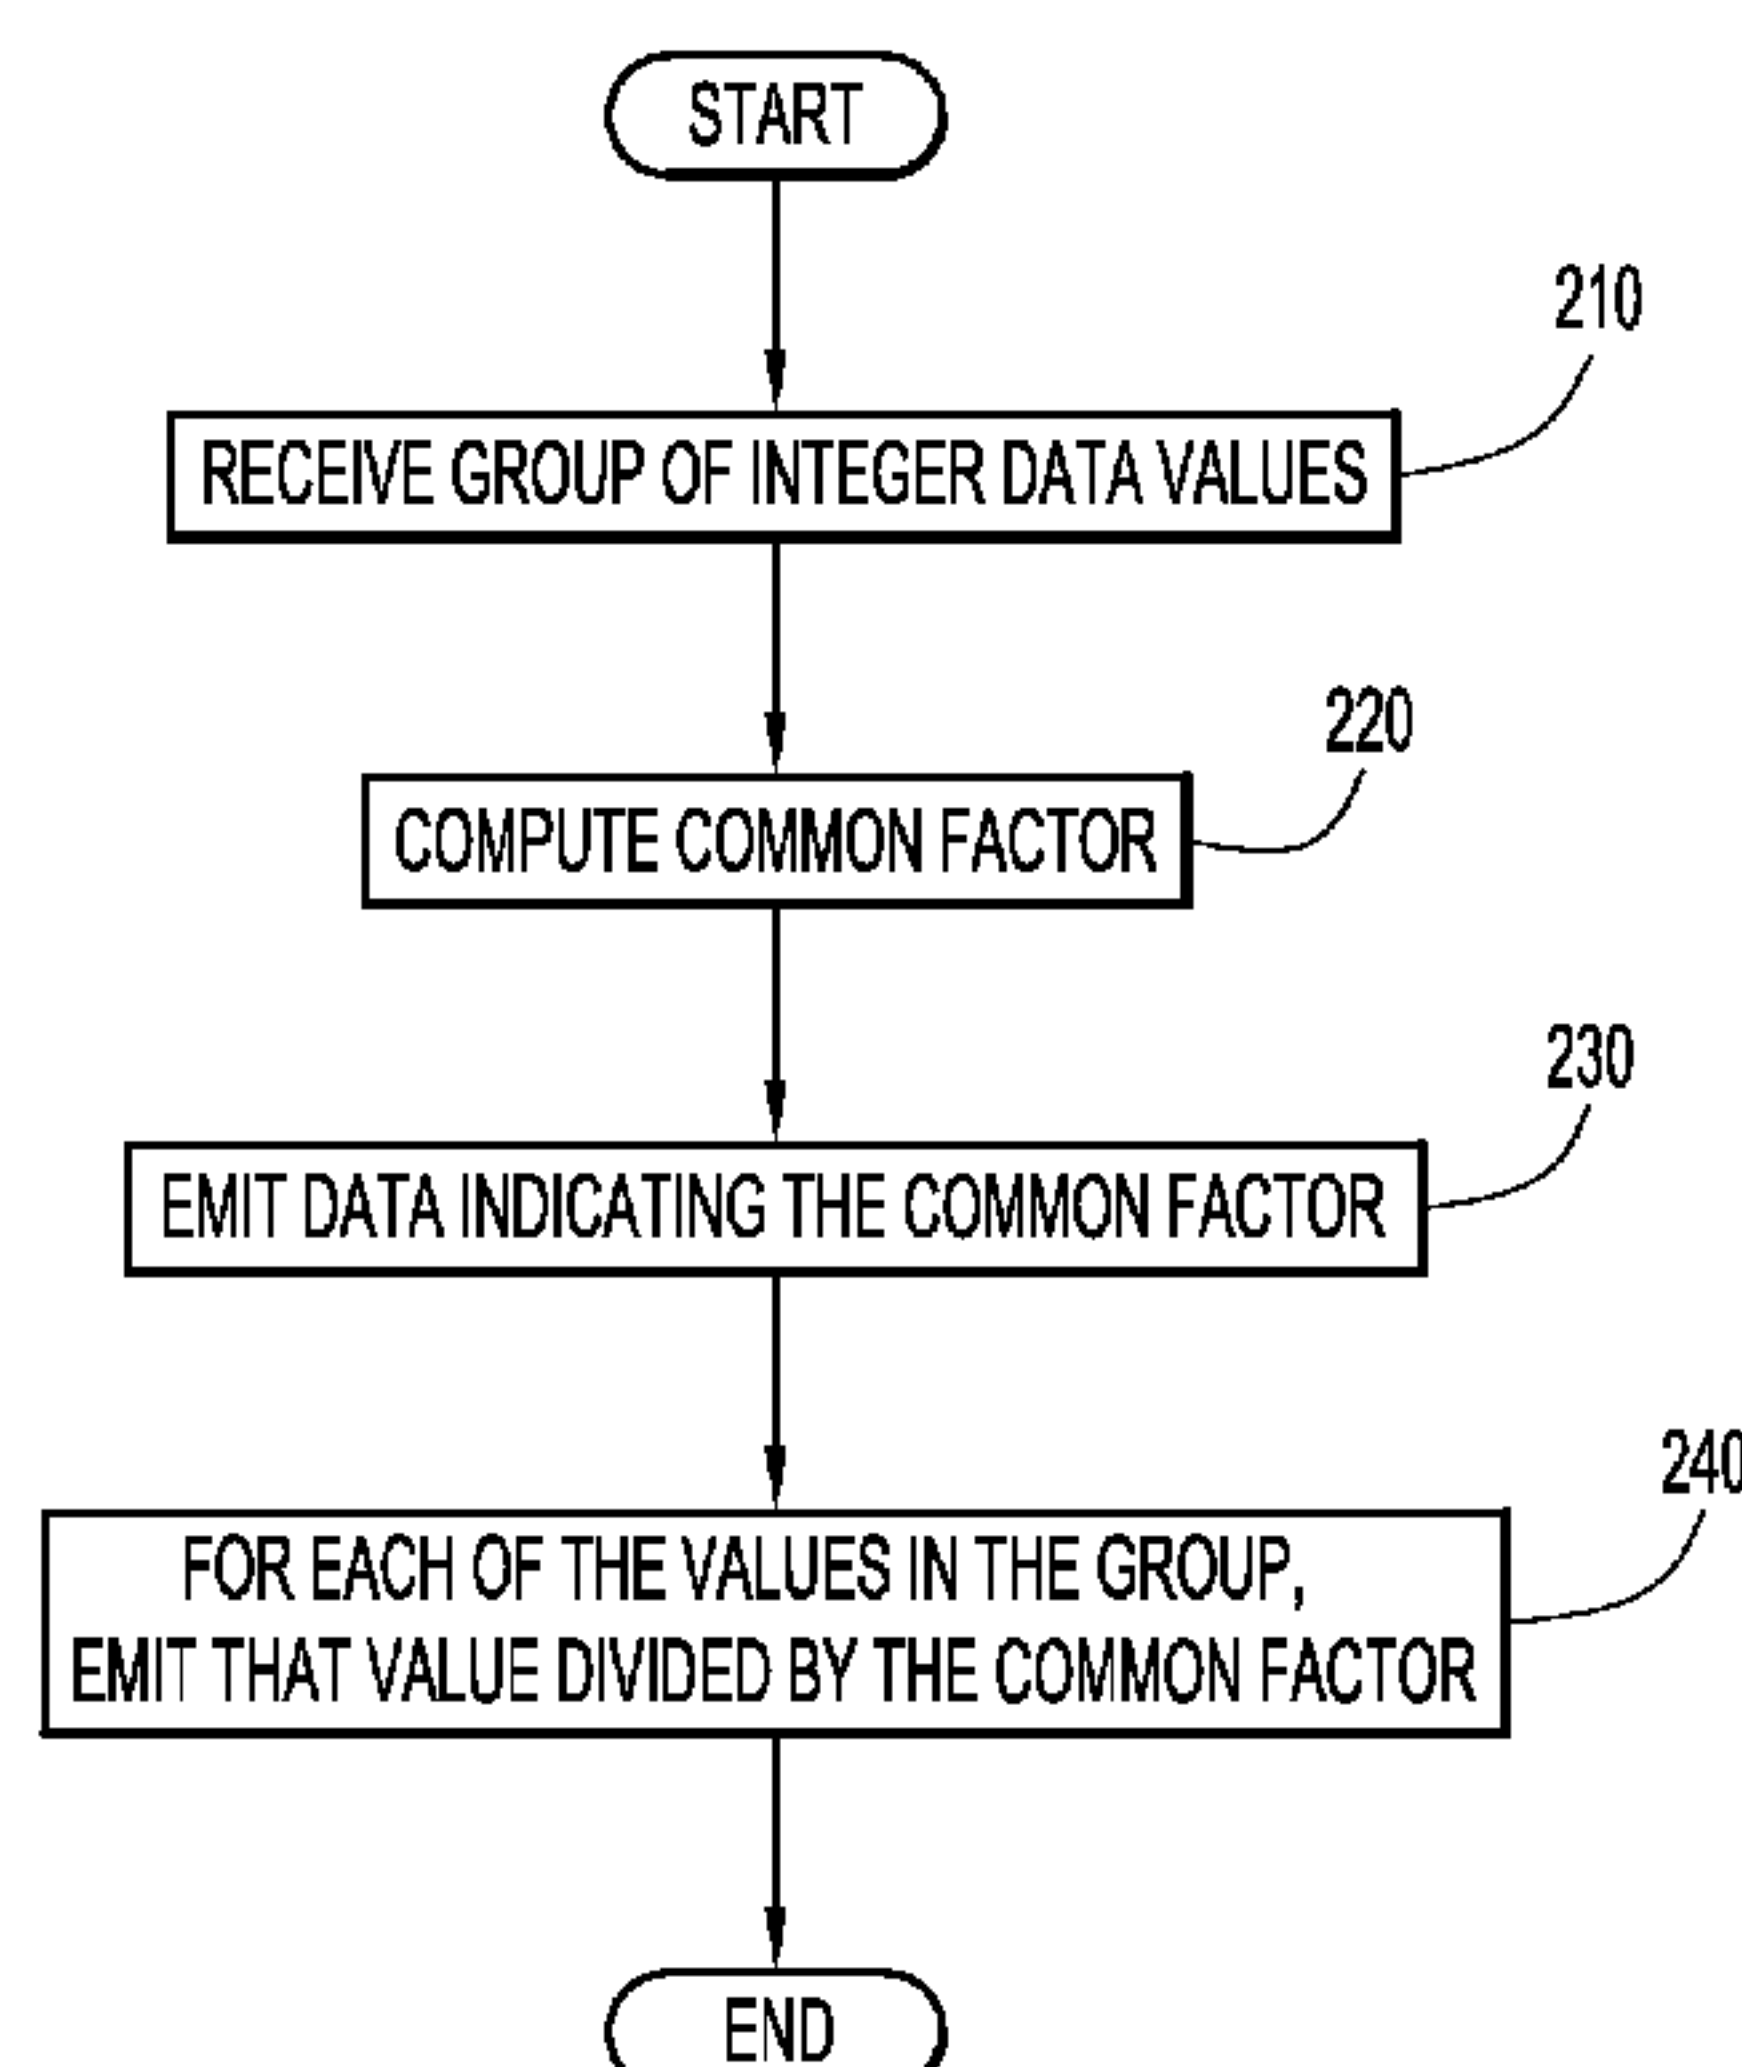 START
210
RECEIVE GROUP OF INTEGER DATA VALUES
220
COMPUTE COMMON FACTOR
230
EMIT DATA INDICATING THE COMMON FACTOR
240
FOR EACH OF THE VALUES IN THE GROUP,
EMIT THAT VALUE DIVIDED BY THE COMMON FACTOR
END